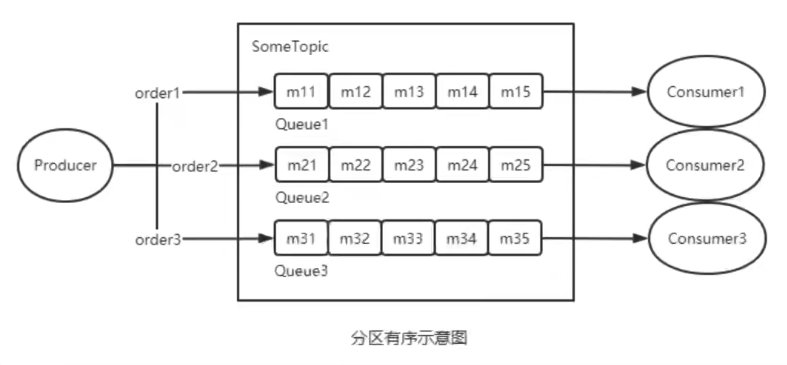 SomeTopic
order1
m11 m12 m13 m14 m15
Consumer1
Queue1
Producer
order2
m21 m22 m23 m24 m25
Consumer2
Queue2
order3
m31 m32 m33 m34 m35
Consumer3
Queue3
分区有序示意图